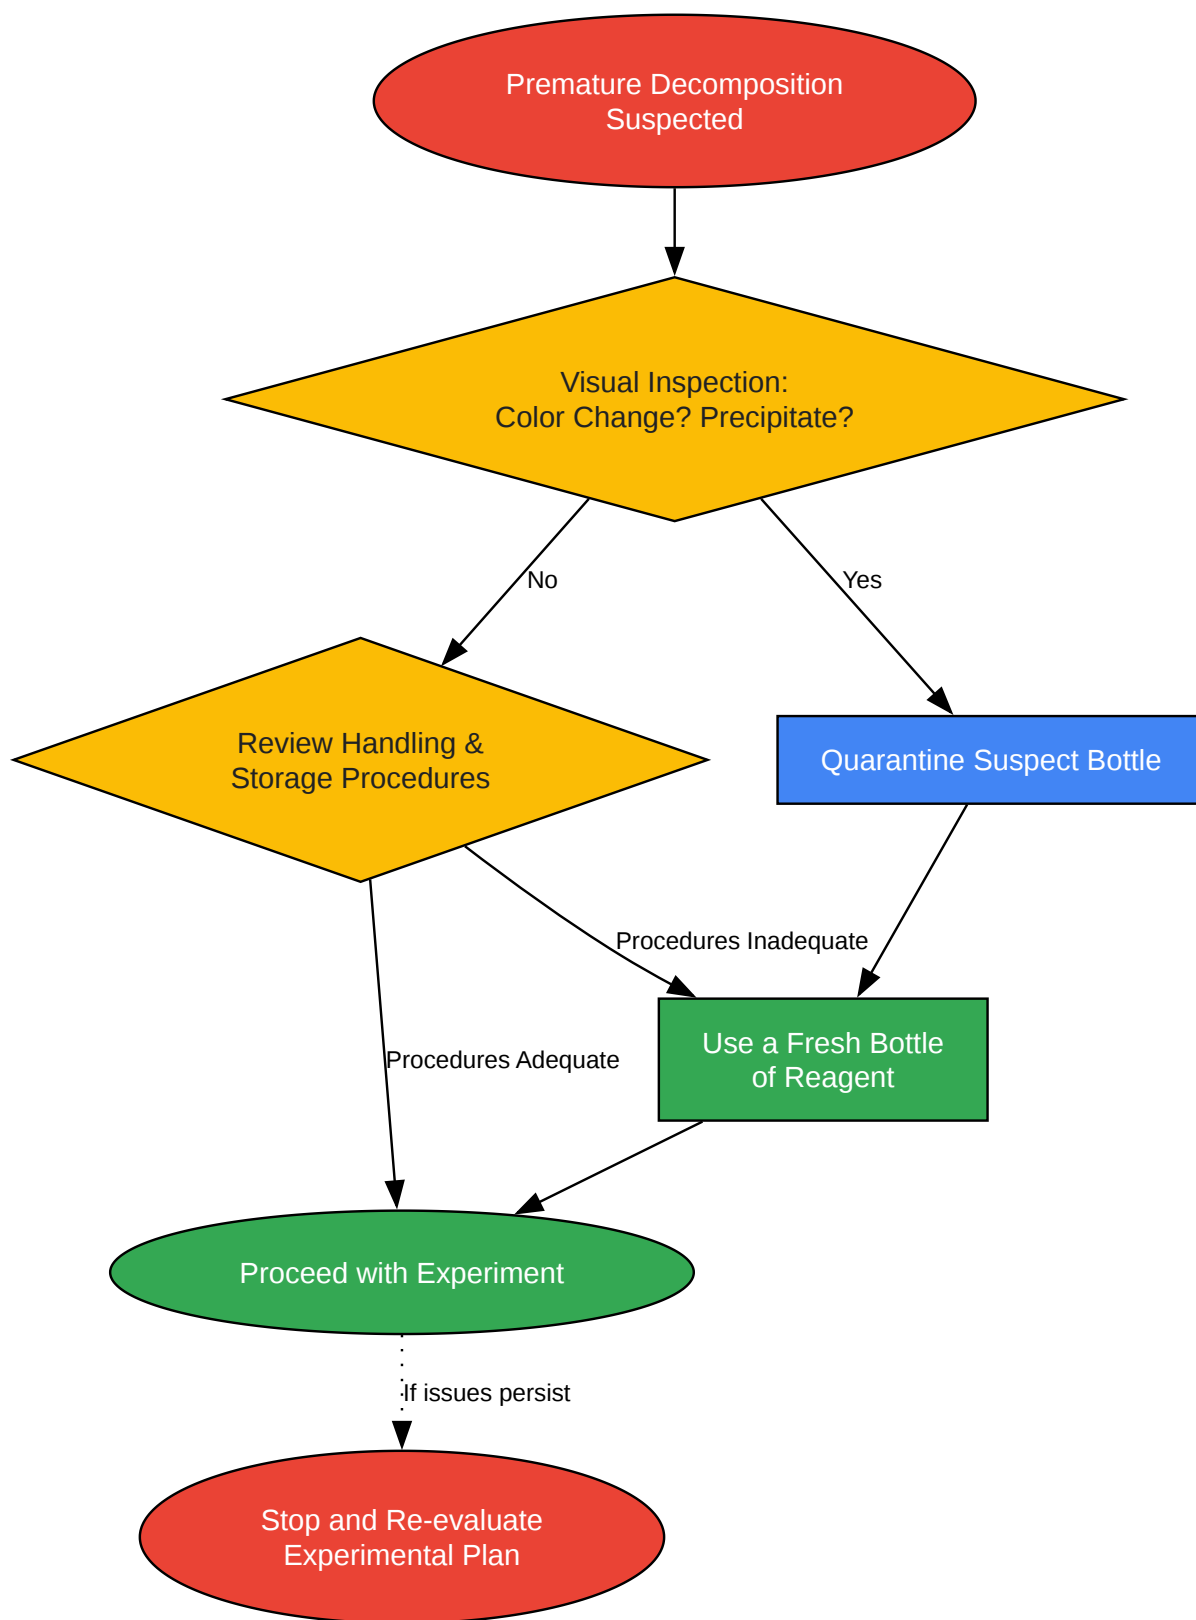 Premature Decomposition
Suspected
Visual Inspection:
Color Change? Precipitate?
No
Yes
Review Handling &
Storage Procedures
Quarantine Suspect Bottle
Procedures Inadequate
Use a Fresh Bottle
of Reagent
Procedures Adequate
Proceed with Experiment
If issues persist
Stop and Re-evaluate
Experimental Plan